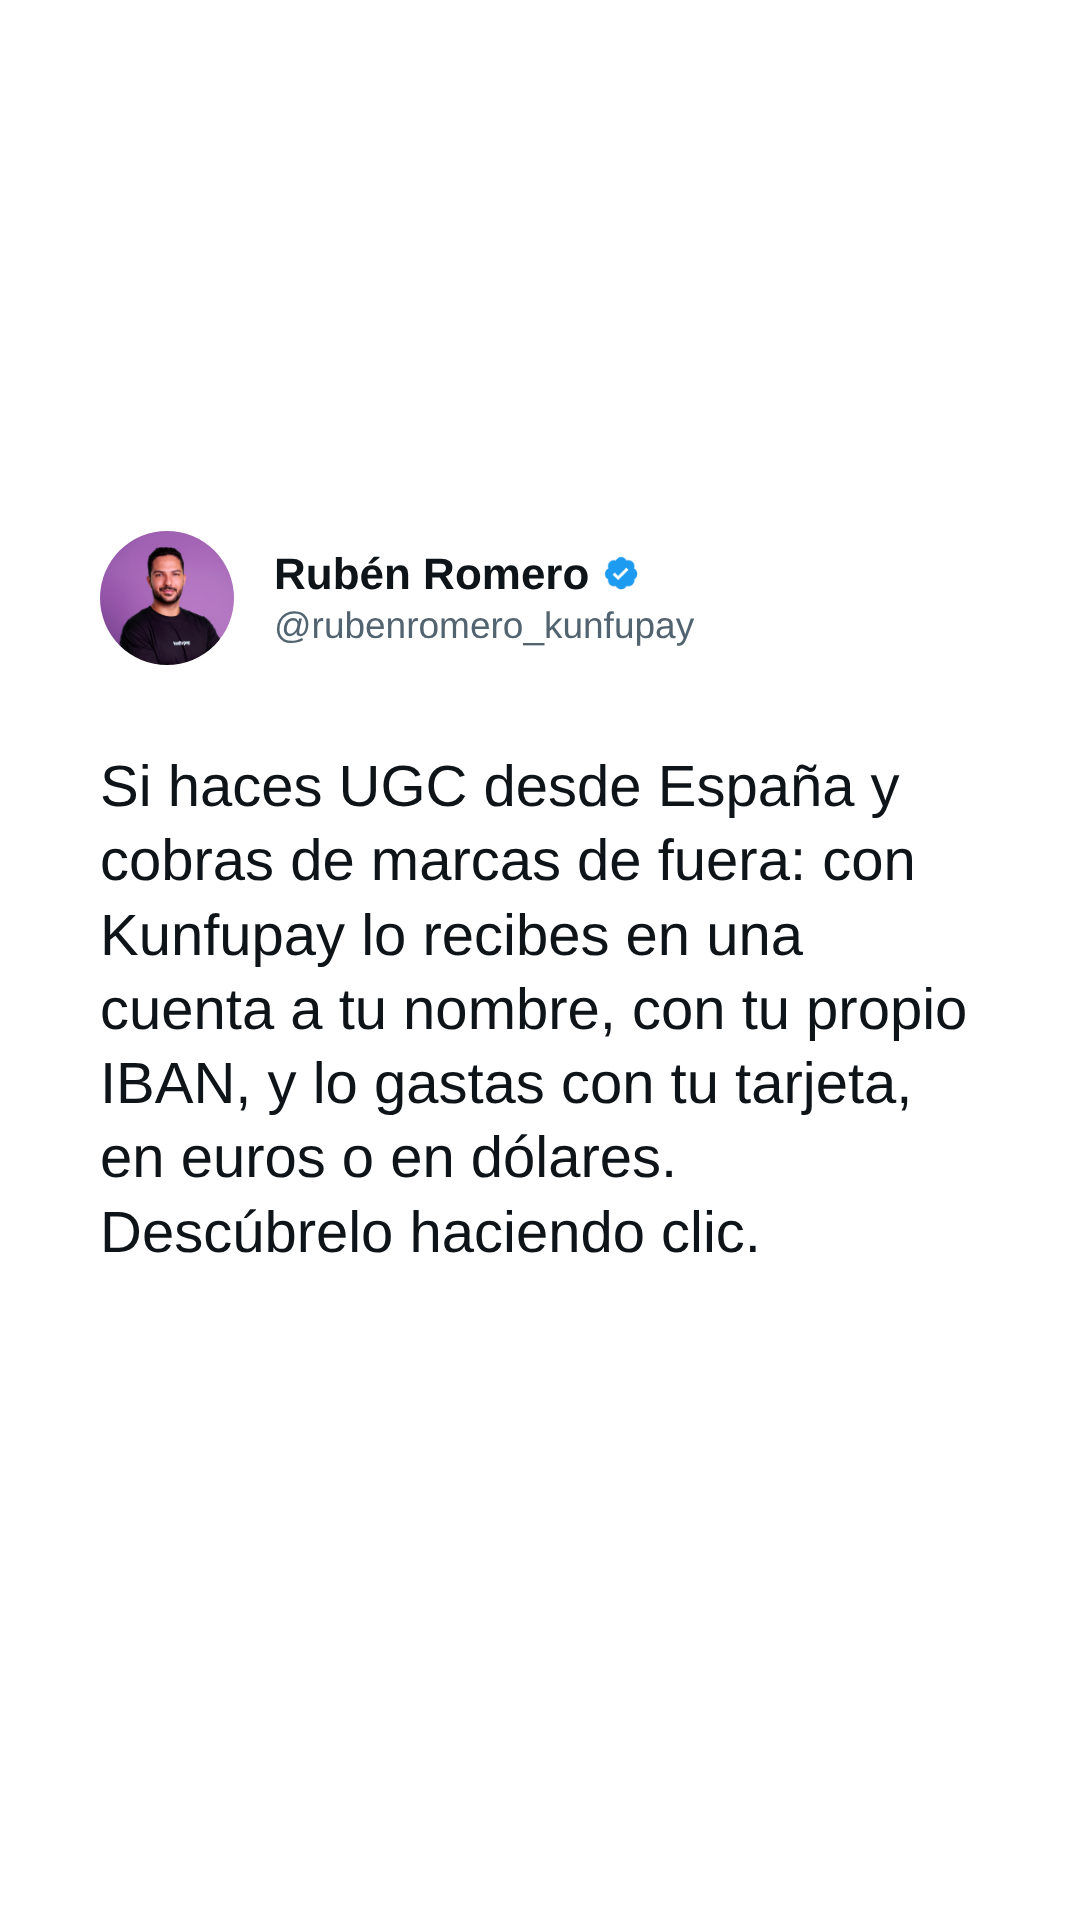 Rubén Romero
@rubenromero_kunfupay
Si haces UGC desde España y
cobras de marcas de fuera: con
Kunfupay lo recibes en una
cuenta a tu nombre, con tu propio
IBAN, y lo gastas con tu tarjeta,
en euros o en dólares.
Descúbrelo haciendo clic.